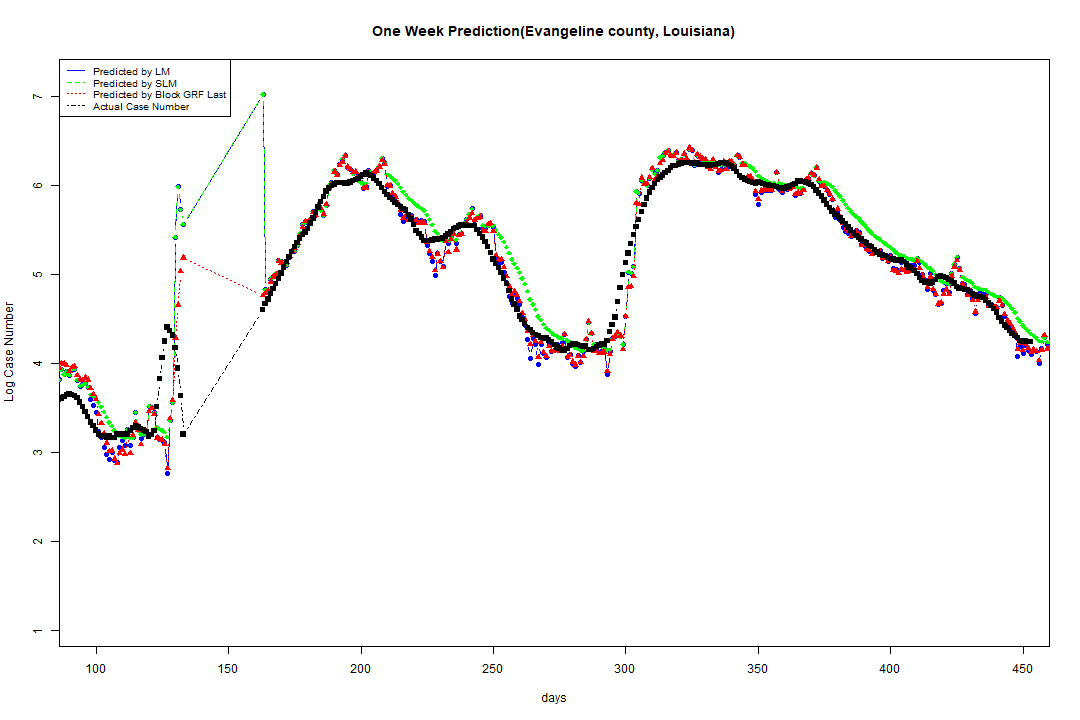 One Week Prediction(Evangeline county, Louisiana)
Predicted by LM
Predicted by SLM
Predicted by Block GRF Last
Actual Case Number
7
6
5
4
3
2
1
Log Case Number
100 150 200 250 300 350 400 450
days